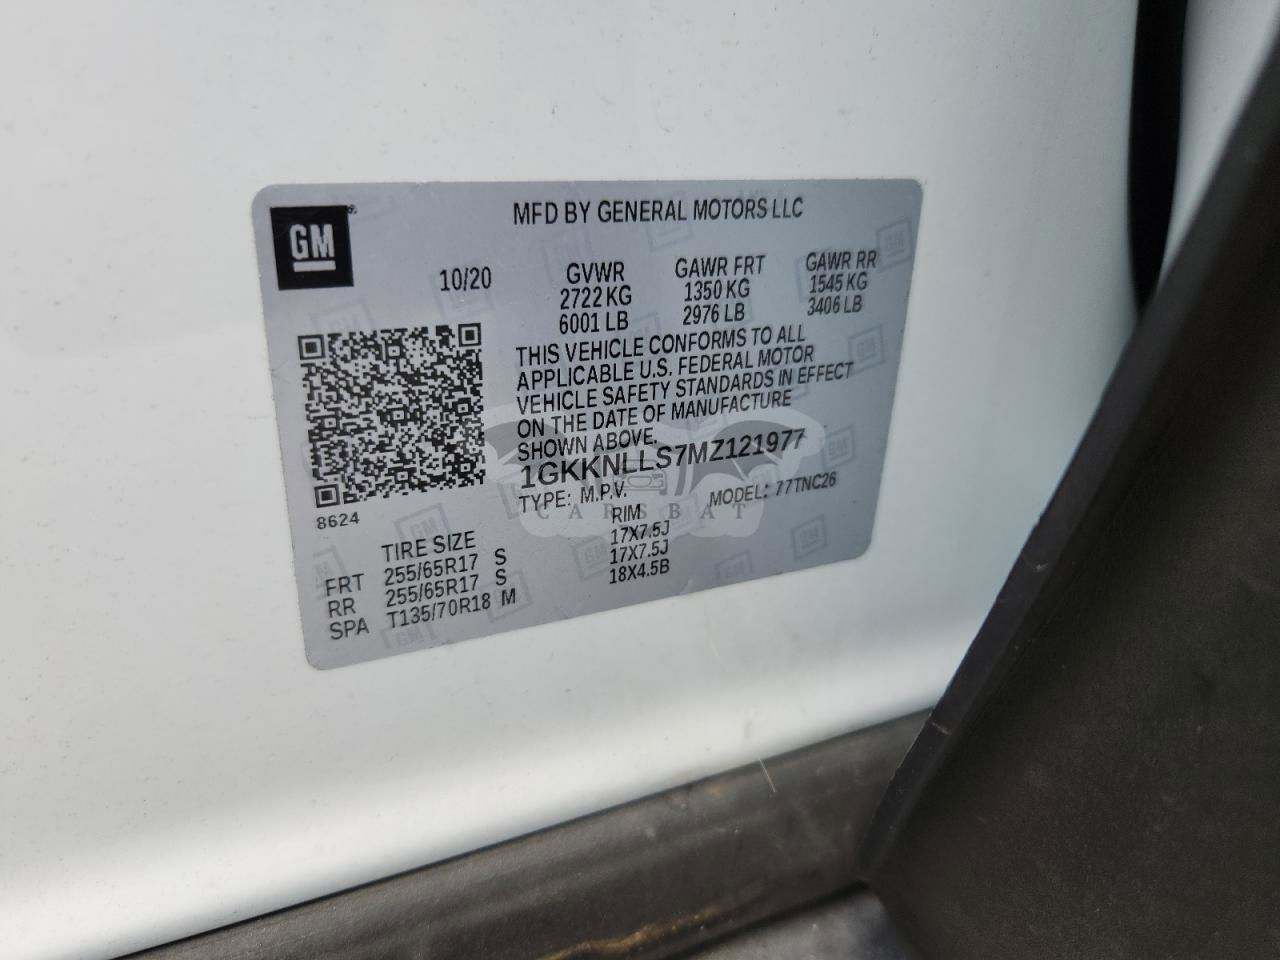 GM
MFD BY GENERAL MOTORS LLC
10/20
GVWR GAWR FRT GAWR RR
2722 KG 1350 KG 1545 KG
6001 LB 2976 LB 3406 LB
THIS VEHICLE CONFORMS TO ALL
APPLICABLE U.S. FEDERAL MOTOR
VEHICLE SAFETY STANDARDS IN EFFECT
ON THE DATE OF MANUFACTURE
SHOWN ABOVE.
1GKKNLLS7MZ121977
TYPE: M.P.V. MODEL: 77TNC26
CARSBAT
8624
TIRE SIZE RIM
FRT 255/65R17 S 17X7.5J
RR 255/65R17 S 17X7.5J
SPA T135/70R18 M 18X4.5B